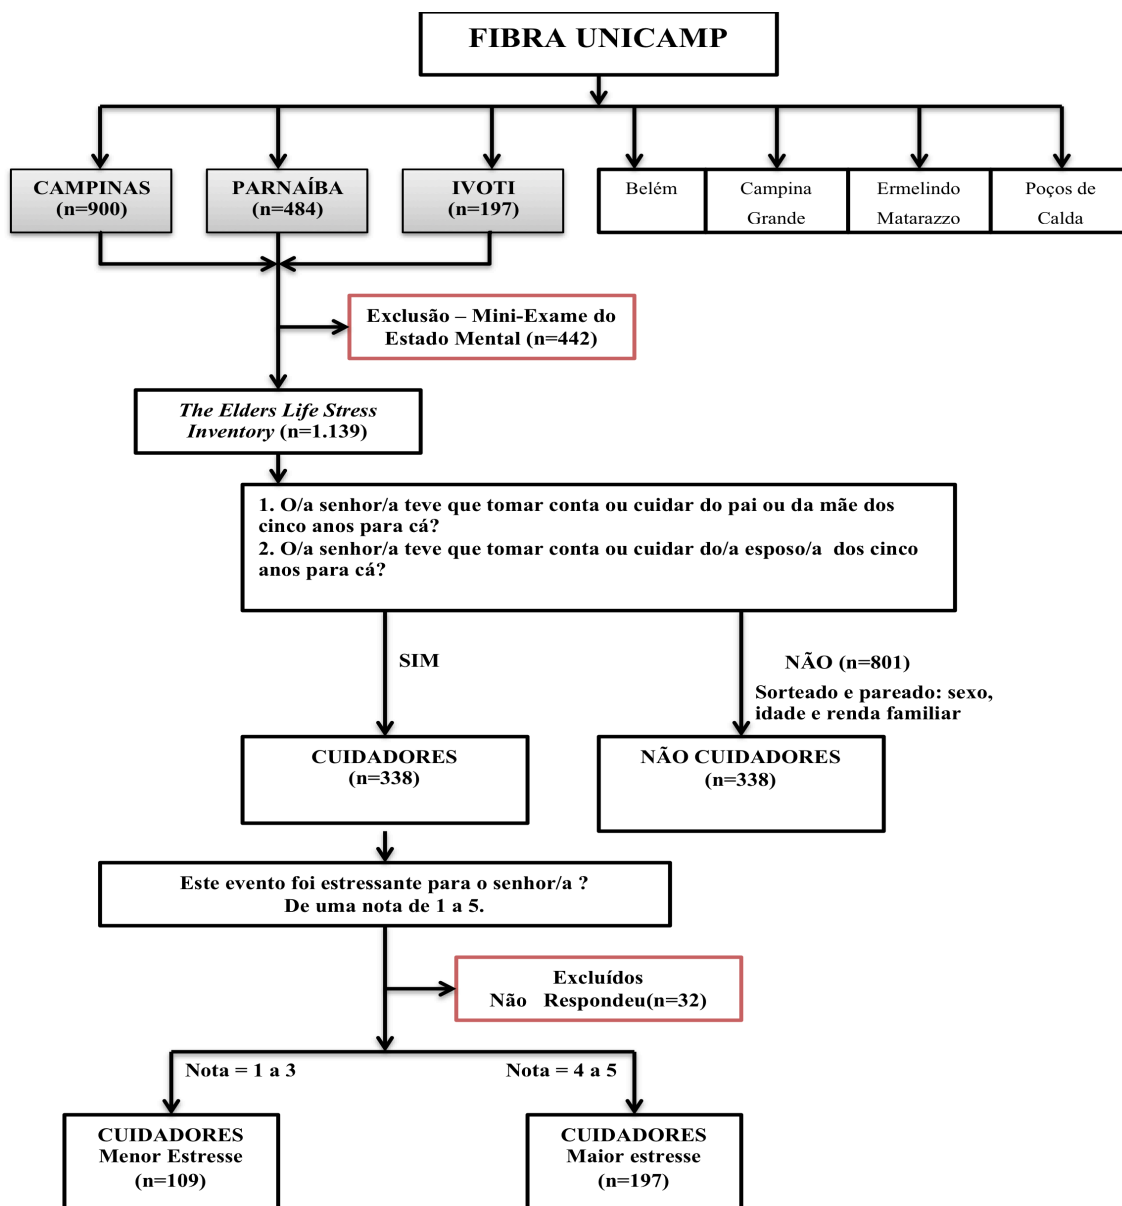 FIBRA UNICAMP
CAMPINAS
(n=900)
PARNAÍBA
(n=484)
IVOTI
(n=197)
Belém
Campina
Grande
Ermelindo
Matarazzo
Poços de
Calda
Exclusão – Mini-Exame do
Estado Mental (n=442)
The Elders Life Stress
Inventory (n=1.139)
1. O/a senhor/a teve que tomar conta ou cuidar do pai ou da mãe dos
cinco anos para cá?
2. O/a senhor/a teve que tomar conta ou cuidar do/a esposo/a dos cinco
anos para cá?
SIM
NÃO (n=801)
Sorteado e pareado: sexo,
idade e renda familiar
CUIDADORES
(n=338)
NÃO CUIDADORES
(n=338)
Este evento foi estressante para o senhor/a ?
De uma nota de 1 a 5.
Excluídos
Não Respondeu(n=32)
Nota = 1 a 3
Nota = 4 a 5
CUIDADORES
Menor Estresse
(n=109)
CUIDADORES
Maior estresse
(n=197)